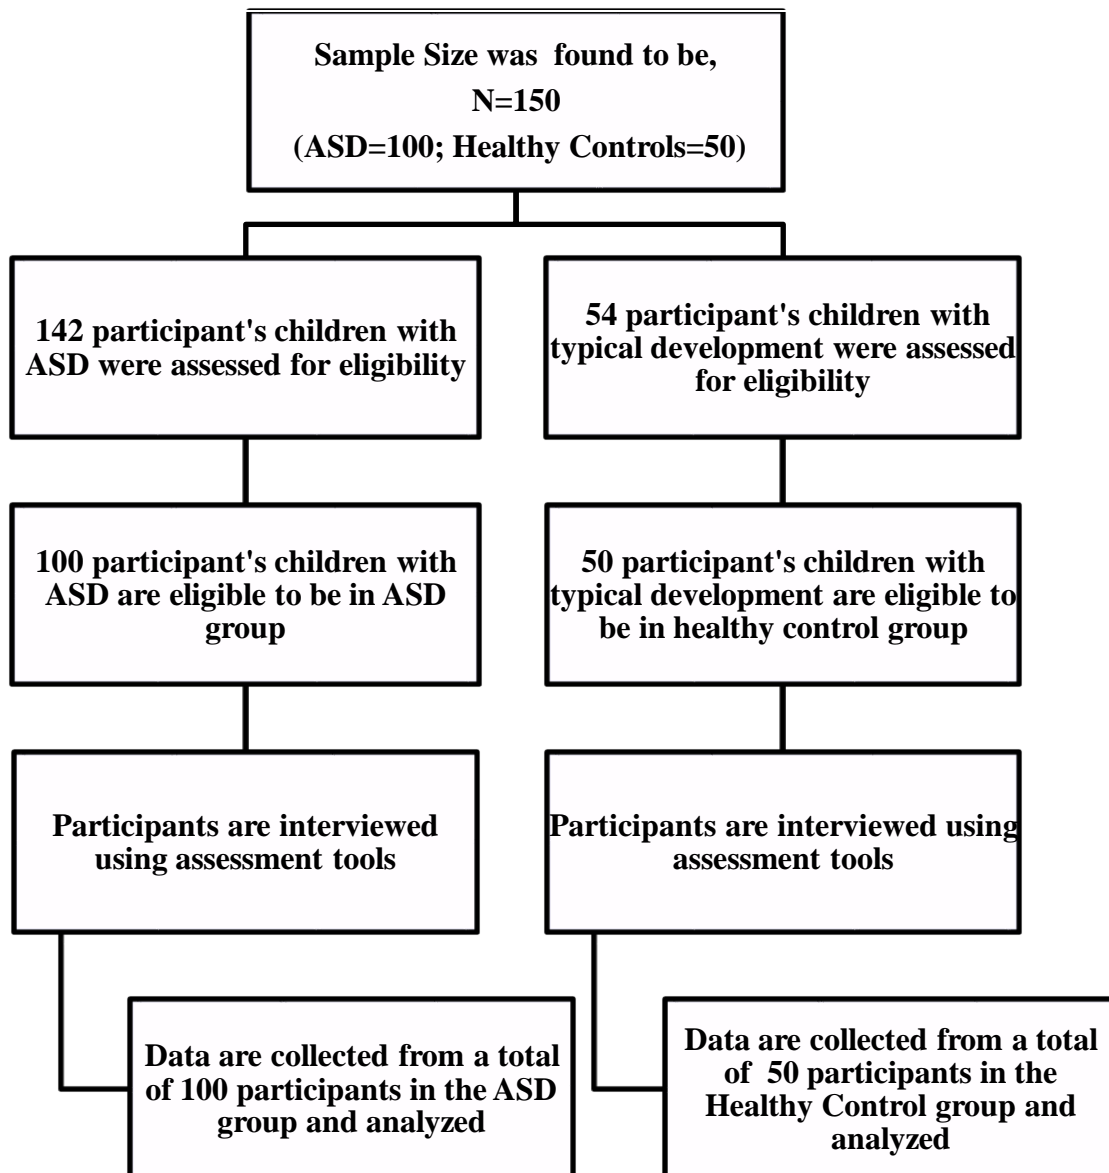 Sample Size was found to be,
N=150
(ASD=100; Healthy Controls=50)
142 participant's children with
ASD were assessed for eligibility
54 participant's children with
typical development were assessed
for eligibility
100 participant's children with
ASD are eligible to be in ASD
group
50 participant's children with
typical development are eligible to
be in healthy control group
Participants are interviewed
using assessment tools
Participants are interviewed using
assessment tools
Data are collected from a total
of 100 participants in the ASD
group and analyzed
Data are collected from a total
of 50 participants in the
Healthy Control group and
analyzed